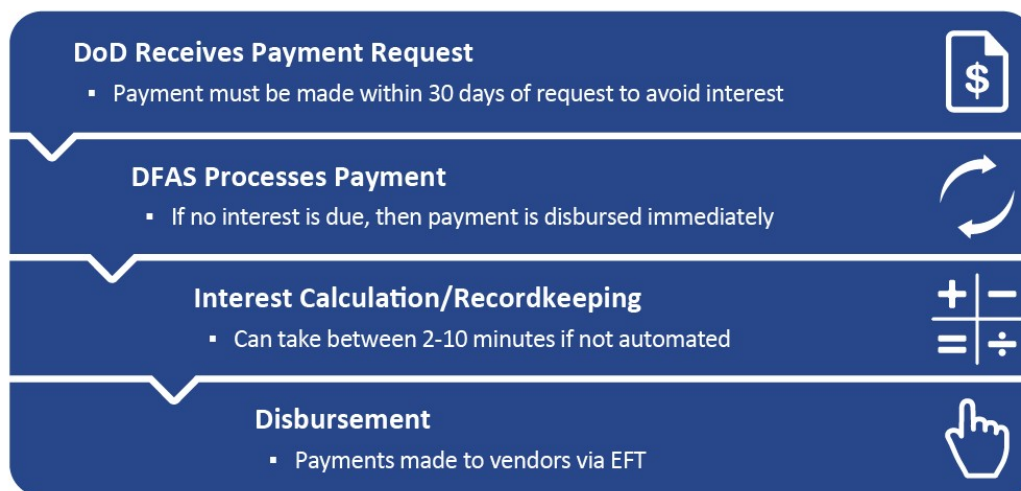 DoD Receives Payment Request
▪ Payment must be made within 30 days of request to avoid interest
$
DFAS Processes Payment
▪ If no interest is due, then payment is disbursed immediately
Interest Calculation/Recordkeeping
▪ Can take between 2-10 minutes if not automated
+ −
= ÷
Disbursement
▪ Payments made to vendors via EFT